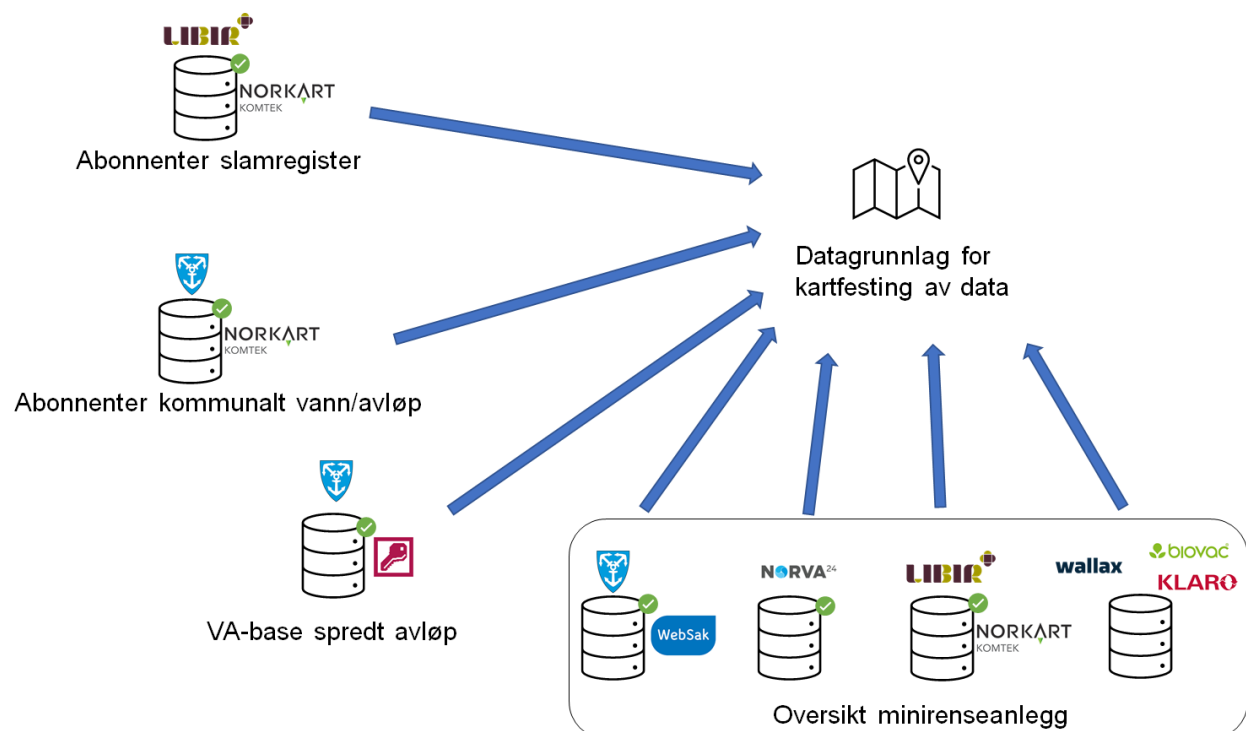 LIBIR
NORKART
KOMTEK
Abonnenter slamregister
Datagrunnlag for
kartfesting av data
NORKART
KOMTEK
Abonnenter kommunalt vann/avløp
VA-base spredt avløp
WebSak
NORVA24
LIBIR
NORKART
KOMTEK
wallax
biovac
KLARO
Oversikt minirenseanlegg